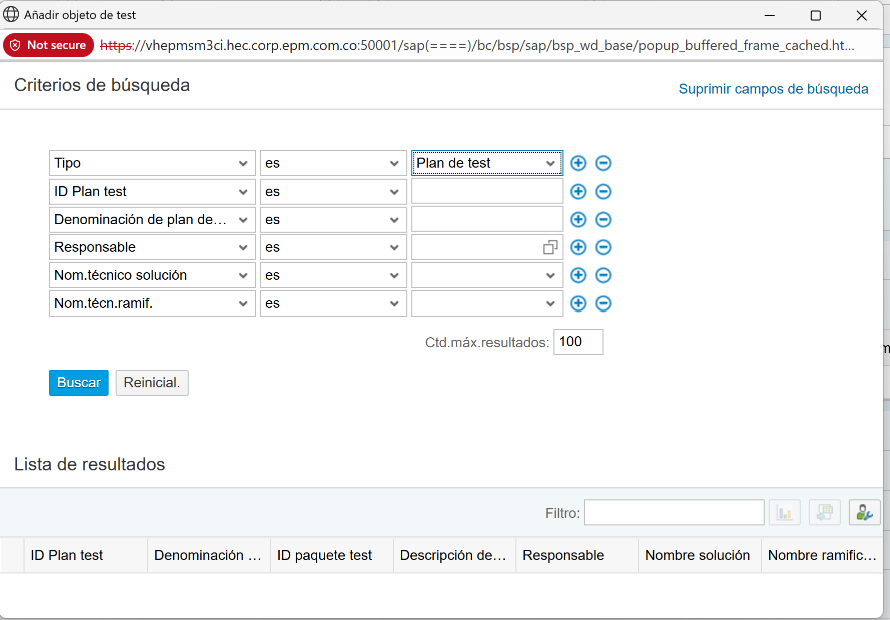 Añadir objeto de test
Not secure https://vhepmsm3ci.hec.corp.epm.com.co:50001/sap(====)/bc/bsp/sap/bsp_wd_base/popup_buffered_frame_cached.ht...
Criterios de búsqueda
Suprimir campos de búsqueda
Tipo es Plan de test
ID Plan test es
Denominación de plan de... es
Responsable es
Nom.técnico solución es
Nom.técn.ramif. es
Ctd.máx.resultados: 100
Buscar Reinicial.
Lista de resultados
Filtro:
ID Plan test Denominación ... ID paquete test Descripción de... Responsable Nombre solución Nombre ramific...